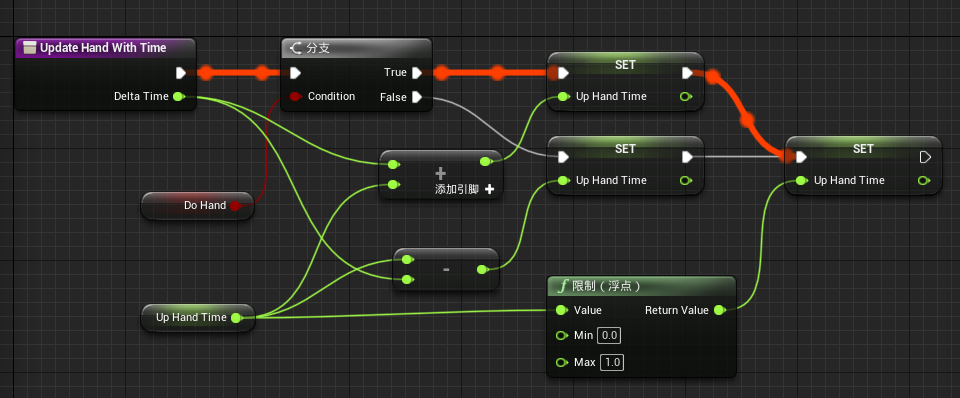 Update Hand With Time
Delta Time
分支
True
Condition
False
SET
Up Hand Time
+
添加引脚 +
SET
Up Hand Time
SET
Up Hand Time
Do Hand
-
Up Hand Time
f 限制（浮点）
Value
Return Value
Min 0.0
Max 1.0